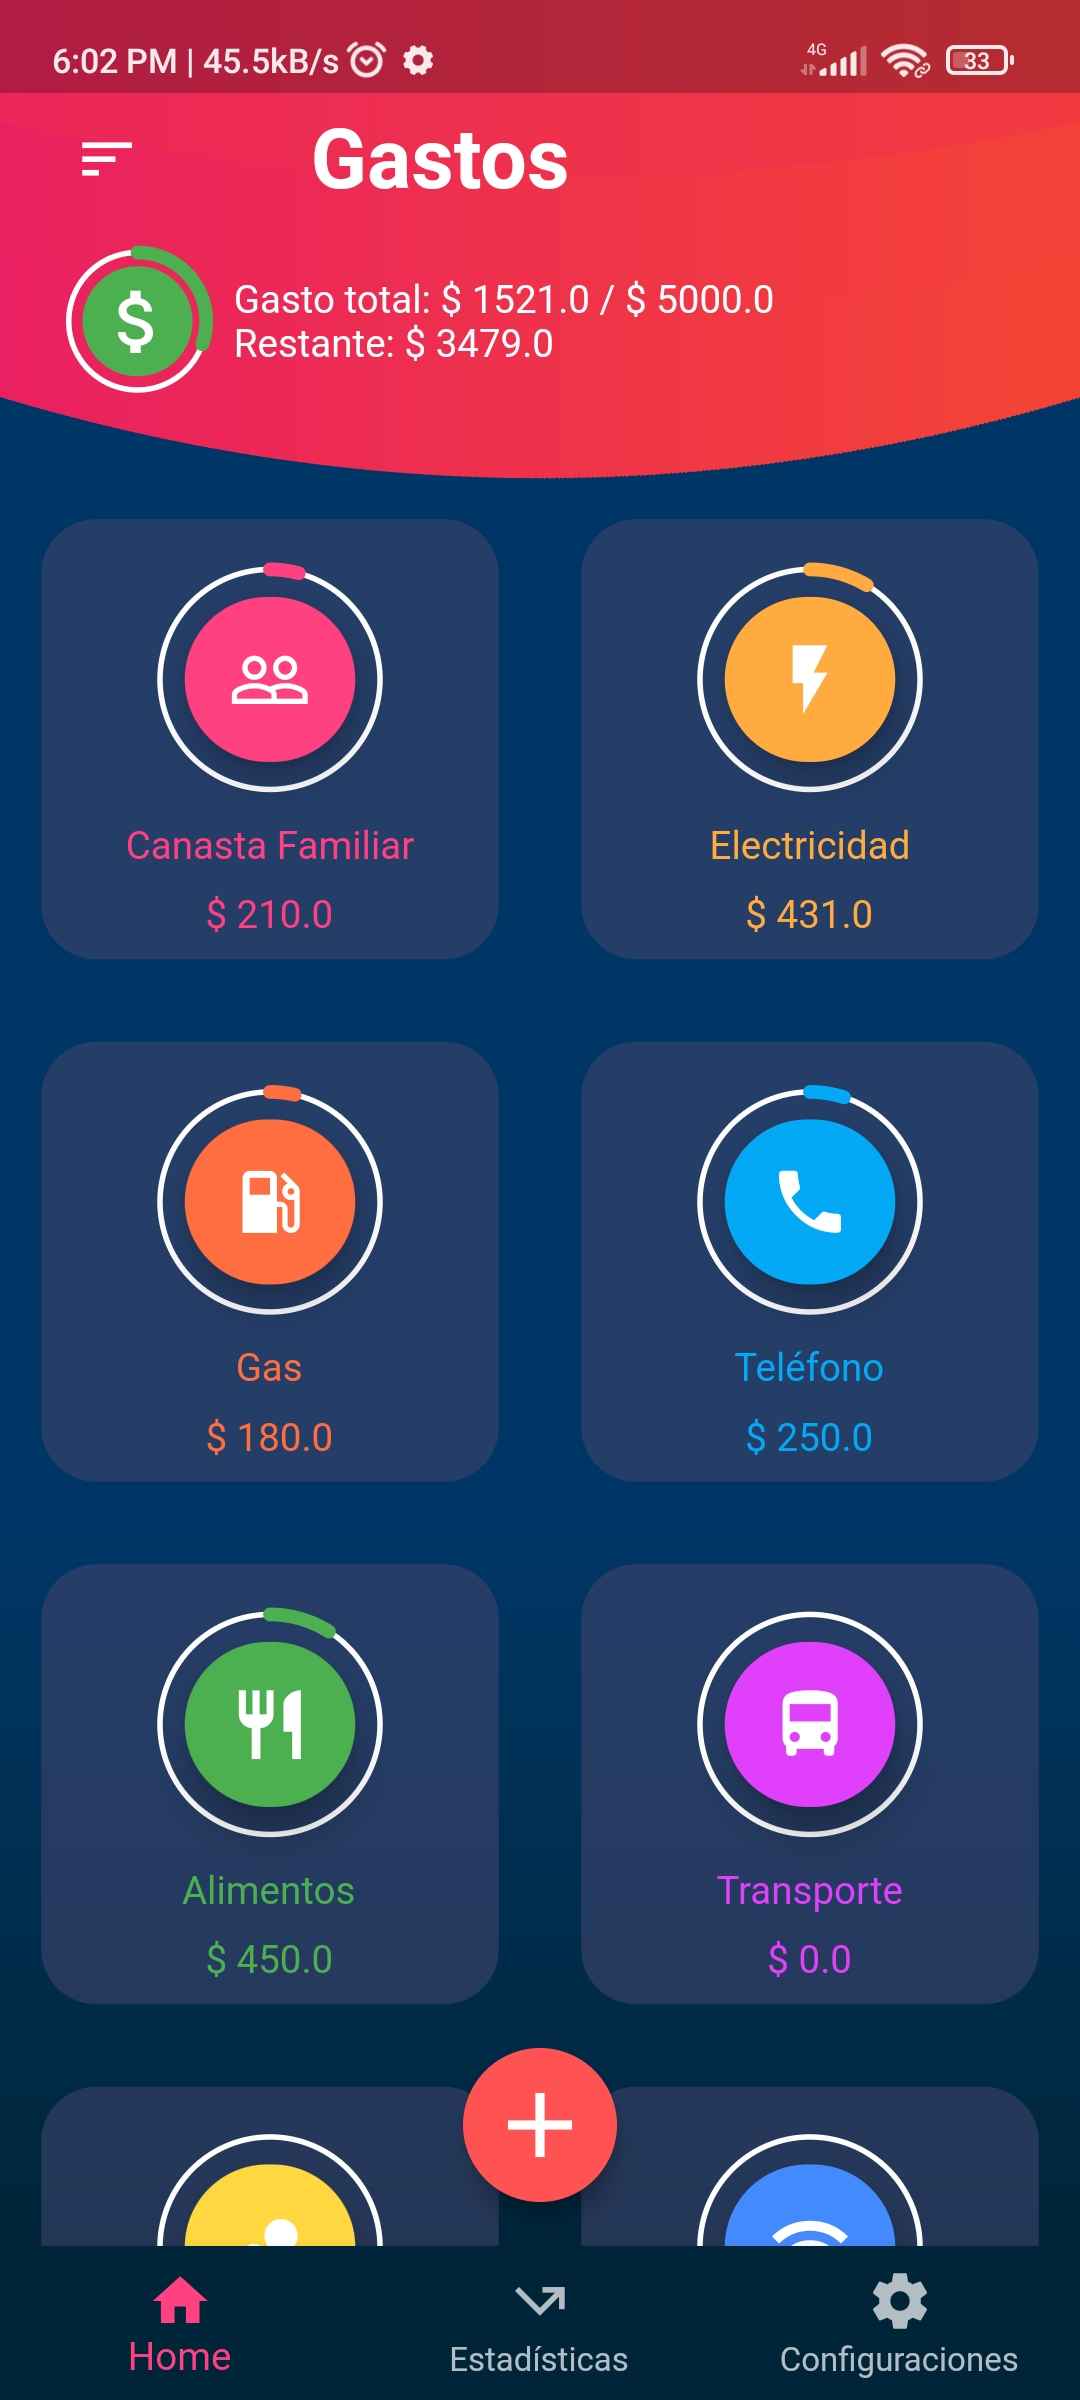 6:02 PM | 45.5kB/s
4G
33
Gastos
Gasto total: $ 1521.0 / $ 5000.0
Restante: $ 3479.0
Canasta Familiar
$ 210.0
Electricidad
$ 431.0
Gas
$ 180.0
Teléfono
$ 250.0
Alimentos
$ 450.0
Transporte
$ 0.0
Home
Estadísticas
Configuraciones